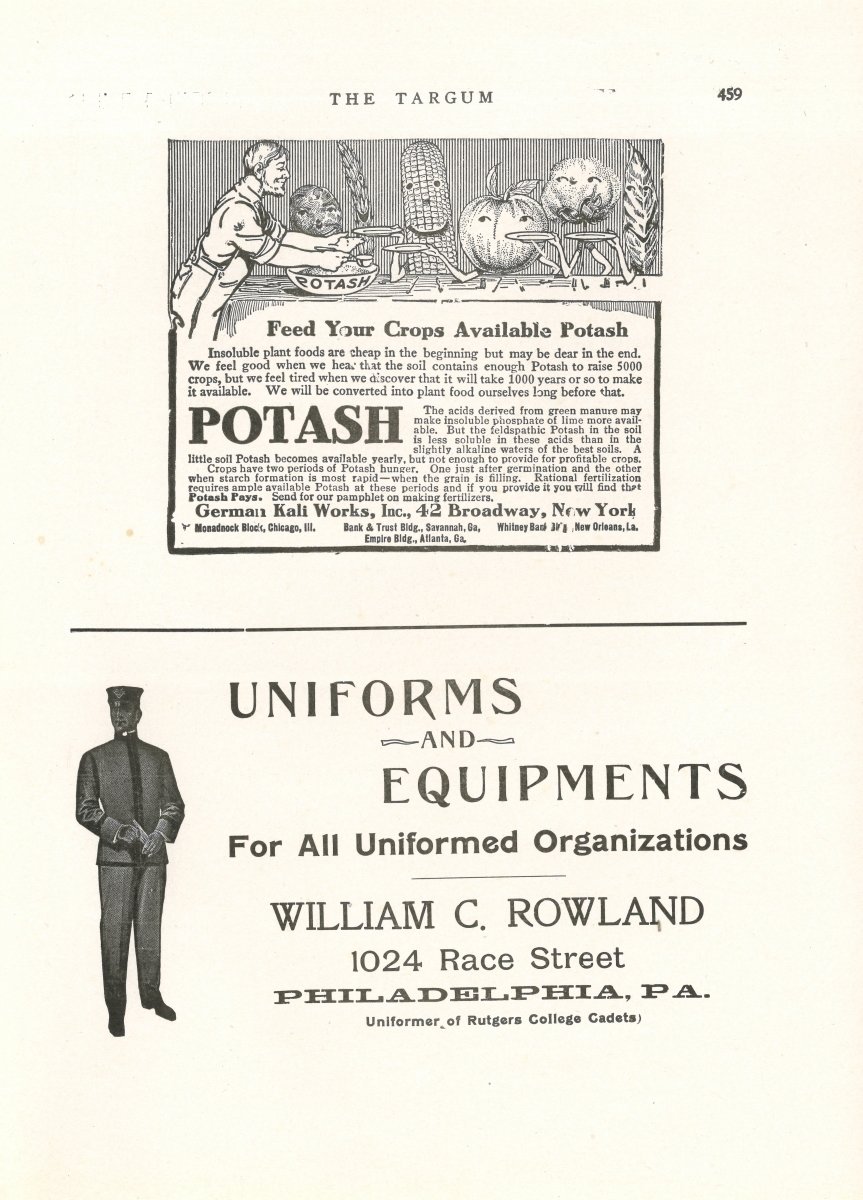 THE TARGUM
459
POTASH
Feed Your Crops Available Potash
Insoluble plant foods are cheap in the beginning but may be dear in the end.
We feel good when we hear that the soil contains enough Potash to raise 5000
crops, but we feel tired when we discover that it will take 1000 years or so to make
it available. We will be converted into plant food ourselves long before that.
POTASH
The acids derived from green manure may
make insoluble phosphate of lime more avail-
able. But the feldspathic Potash in the soil
is less soluble in these acids than in the
slightly alkaline waters of the best soils. A
little soil Potash becomes available yearly, but not enough to provide for profitable crops.
Crops have two periods of Potash hunger. One just after germination and the other
when starch formation is most rapid—when the grain is filling. Rational fertilization
requires ample available Potash at these periods and if you provide it you will find that
Potash Pays. Send for our pamphlet on making fertilizers.
German Kali Works, Inc., 42 Broadway, New York
Monadnock Block, Chicago, Ill. Bank & Trust Bldg., Savannah, Ga, Whitney Bank Bldg., New Orleans, La.
Empire Bldg., Atlanta, Ga,
UNIFORMS
AND
EQUIPMENTS
For All Uniformed Organizations
WILLIAM C. ROWLAND
1024 Race Street
PHILADELPHIA, PA.
Uniformer of Rutgers College Cadets)